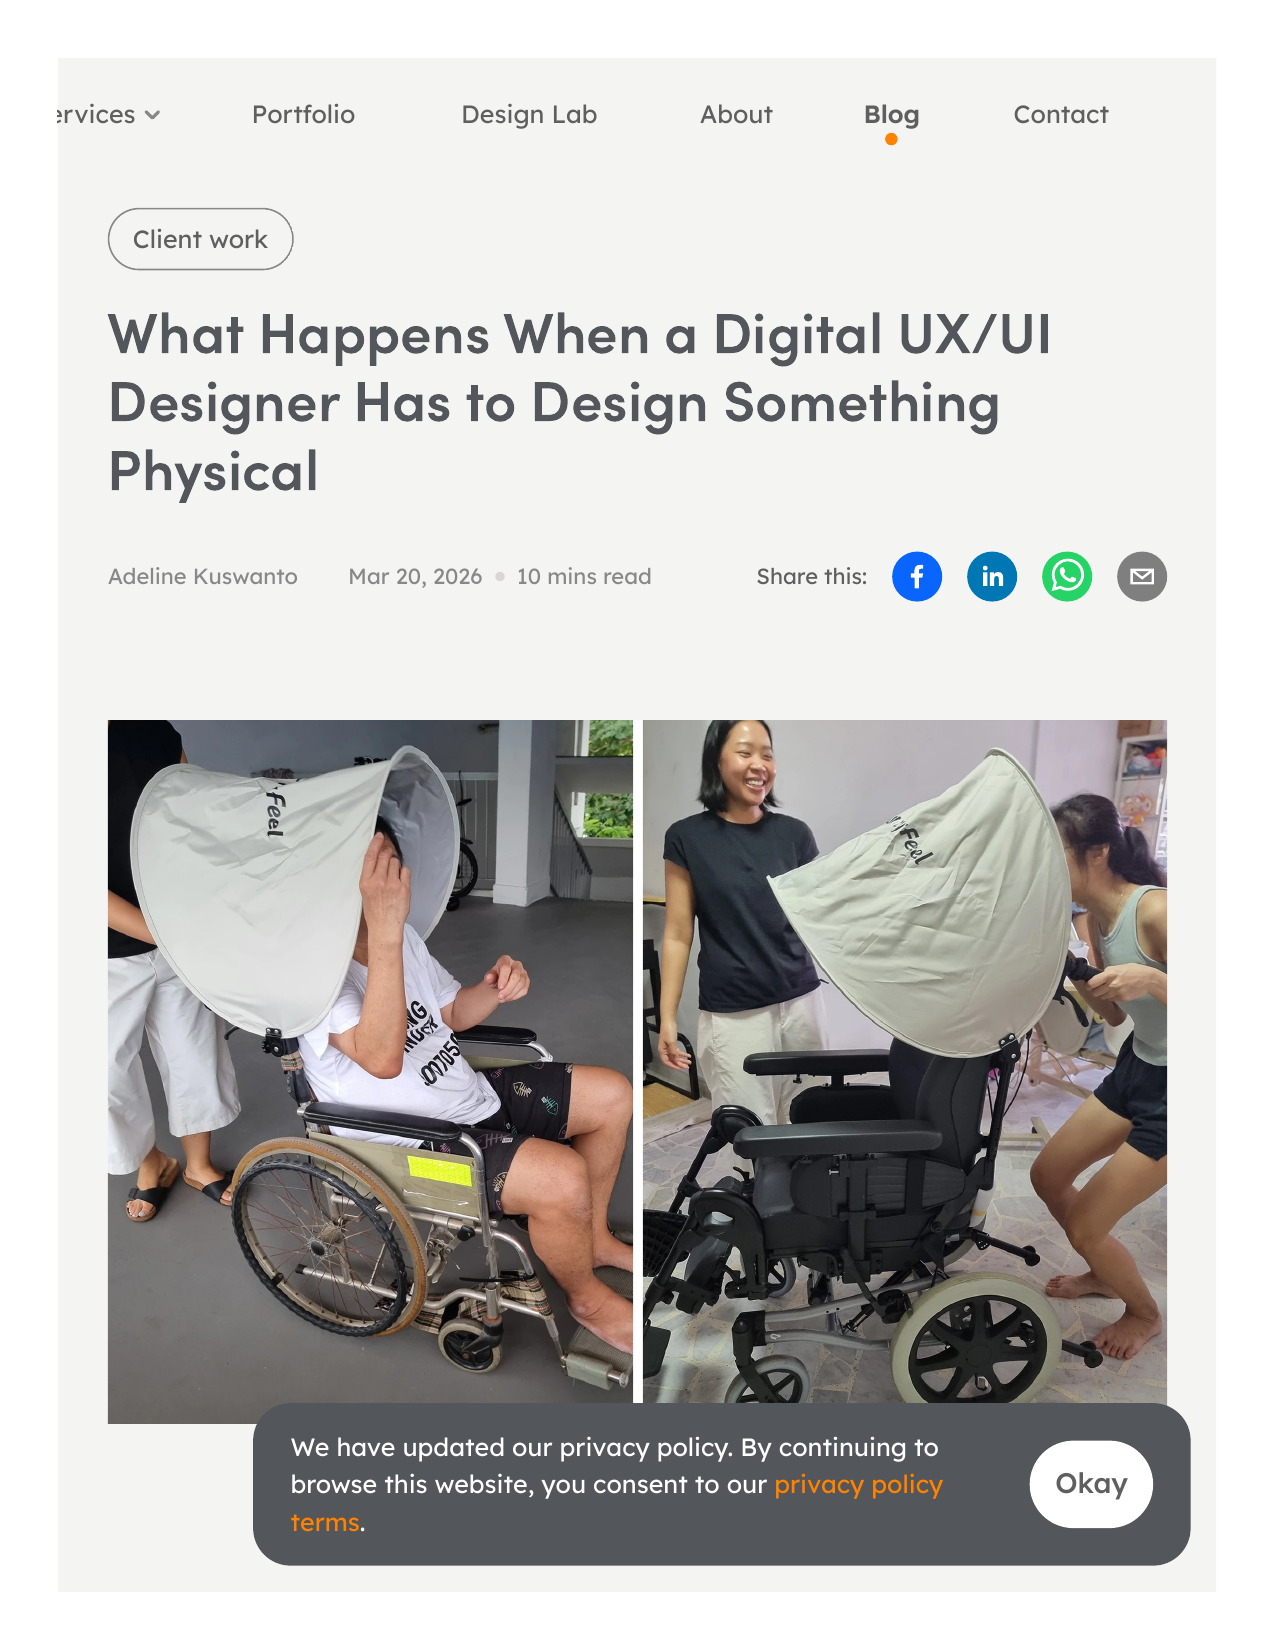 ervices
Portfolio
Design Lab
About
Blog
Contact
Client work
What Happens When a Digital UX/UI
Designer Has to Design Something
Physical
Adeline Kuswanto
Mar 20, 2026
10 mins read
Share this:
f
in
Feel
Feel
We have updated our privacy policy. By continuing to
browse this website, you consent to our privacy policy
terms.
Okay